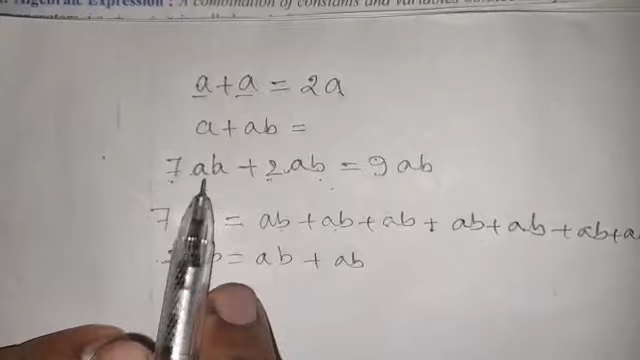 Algebraic Expression : A combination of constants and variables
a + a = 2a
a + ab =
7ab + 2ab = 9ab
7 = ab + ab + ab + ab + ab + ab + a
b = ab + ab